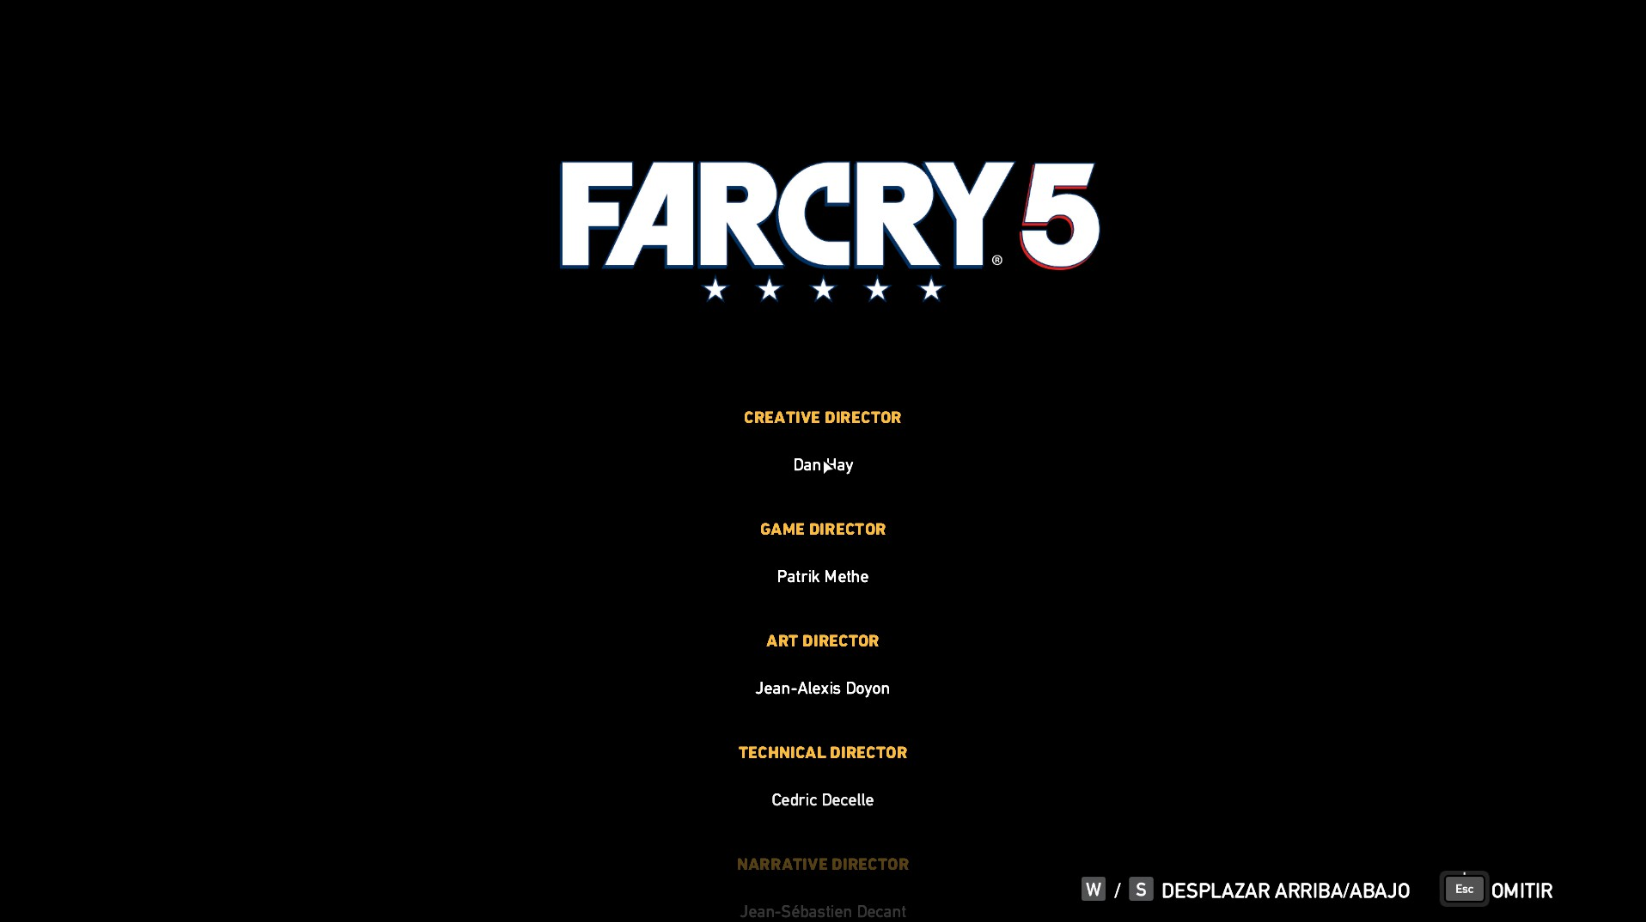 FARCRY 5
®
CREATIVE DIRECTOR
Dan Hay
GAME DIRECTOR
Patrik Methe
ART DIRECTOR
Jean-Alexis Doyon
TECHNICAL DIRECTOR
Cedric Decelle
NARRATIVE DIRECTOR
Jean-Sébastien Decant
W / S DESPLAZAR ARRIBA/ABAJO Esc OMITIR